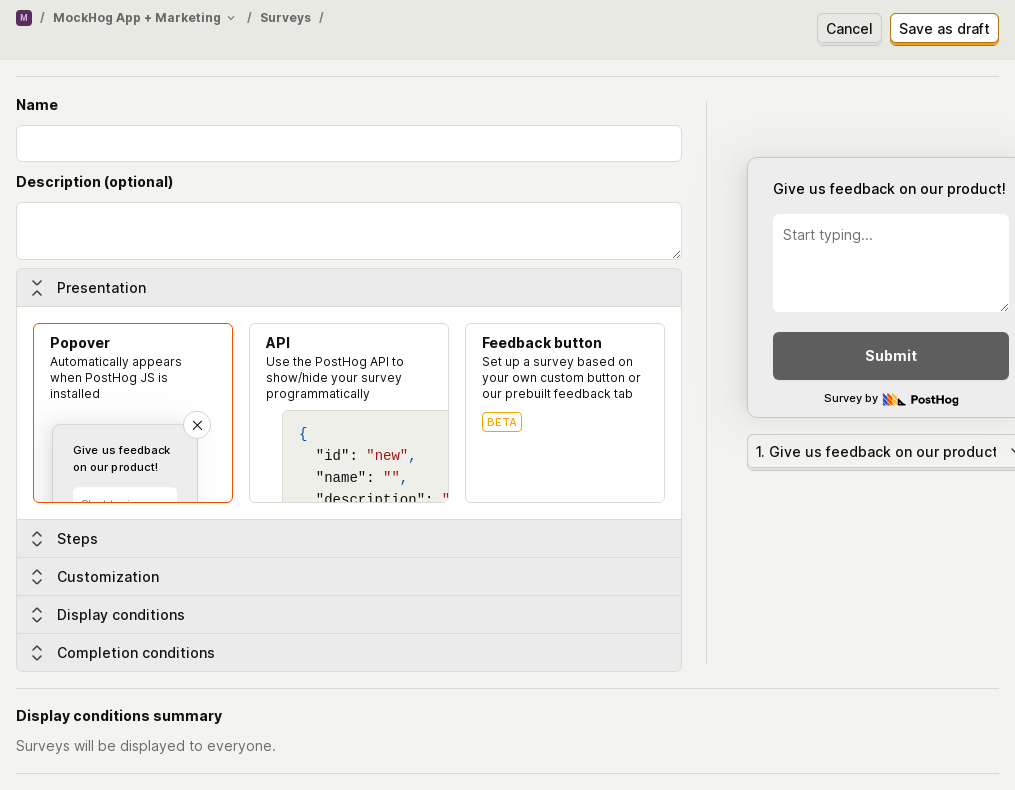 M / MockHog App + Marketing / Surveys /
Cancel
Save as draft
Name
Description (optional)
Presentation
Popover
Automatically appears
when PostHog JS is
installed
Give us feedback
on our product!
API
Use the PostHog API to
show/hide your survey
programmatically
{
"id": "new",
"name": "",
"description": "
Feedback button
Set up a survey based on
your own custom button or
our prebuilt feedback tab
BETA
Steps
Customization
Display conditions
Completion conditions
Give us feedback on our product!
Start typing...
Submit
Survey by PostHog
1. Give us feedback on our product
Display conditions summary
Surveys will be displayed to everyone.